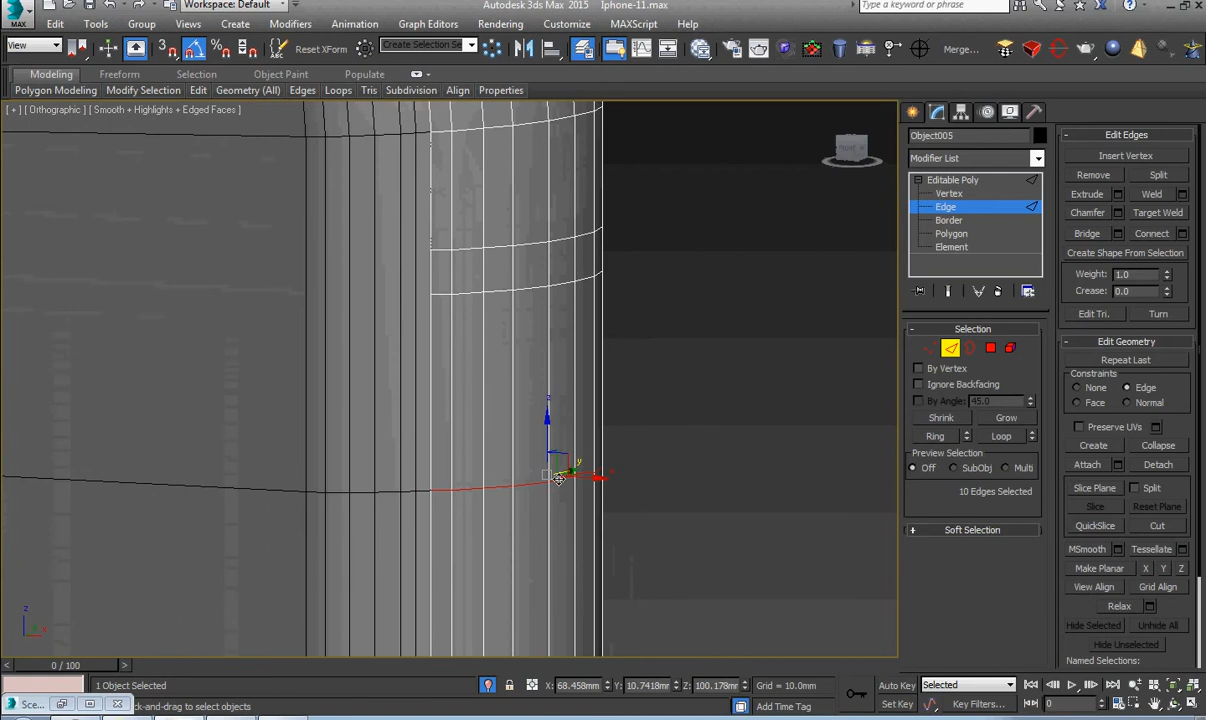 Workspace: Default
Autodesk 3ds Max 2015
Iphone-11.max
Type a keyword or phrase
MAX
Edit Tools Group Views Create Modifiers Animation Graph Editors Rendering Customize MAXScript Help
View
3
Reset XForm
Create Selection Se
Merge...
Modeling Freeform Selection Object Paint Populate
Polygon Modeling Modify Selection Edit Geometry (All) Edges Loops Tris Subdivision Align Properties
[ + ] [ Orthographic ] [ Smooth + Highlights + Edged Faces ]
Object005
Modifier List
Editable Poly
Vertex
Edge
Border
Polygon
Element
Selection
By Vertex
Ignore Backfacing
By Angle: 45.0
Shrink Grow
Ring Loop
Preview Selection
Off SubObj Multi
10 Edges Selected
Soft Selection
Edit Edges
Insert Vertex
Remove Split
Extrude Weld
Chamfer Target Weld
Bridge Connect
Create Shape From Selection
Weight: 1.0
Crease: 0.0
Edit Tri. Turn
Edit Geometry
Repeat Last
Constraints
None Edge
Face Normal
Preserve UVs
Create Collapse
Attach Detach
Slice Plane Split
Slice Reset Plane
QuickSlice Cut
MSmooth Tessellate
Make Planar X Y Z
View Align Grid Align
Relax
Hide Selected Unhide All
Hide Unselected
Named Selections:
z
y
z
x
0 / 100
1 Object Selected
X: 68.458mm Y: 10.7418mm Z: 100.178mm Grid = 10.0mm
Auto Key Selected
Sce...
ck-and-drag to select objects
Add Time Tag
Set Key Key Filters...
0